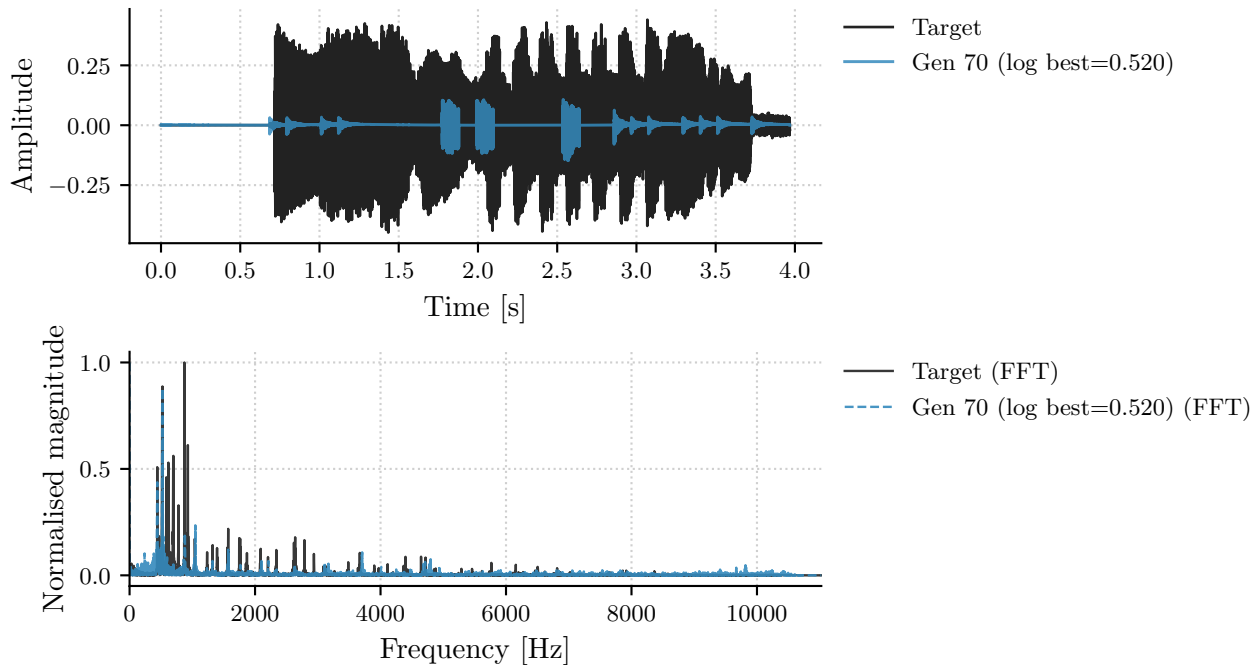 Target
Gen 70 (log best=0.520)
Amplitude
0.25
0.00
−0.25
0.0 0.5 1.0 1.5 2.0 2.5 3.0 3.5 4.0
Time [s]
Target (FFT)
Gen 70 (log best=0.520) (FFT)
Normalised magnitude
1.0
0.5
0.0
0 2000 4000 6000 8000 10000
Frequency [Hz]